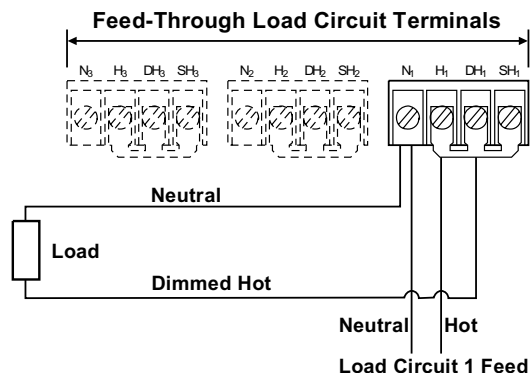 Feed-Through Load Circuit Terminals
N3 H3 DH3 SH3 N2 H2 DH2 SH2 N1 H1 DH1 SH1
Neutral
Load
Dimmed Hot
Neutral Hot
Load Circuit 1 Feed